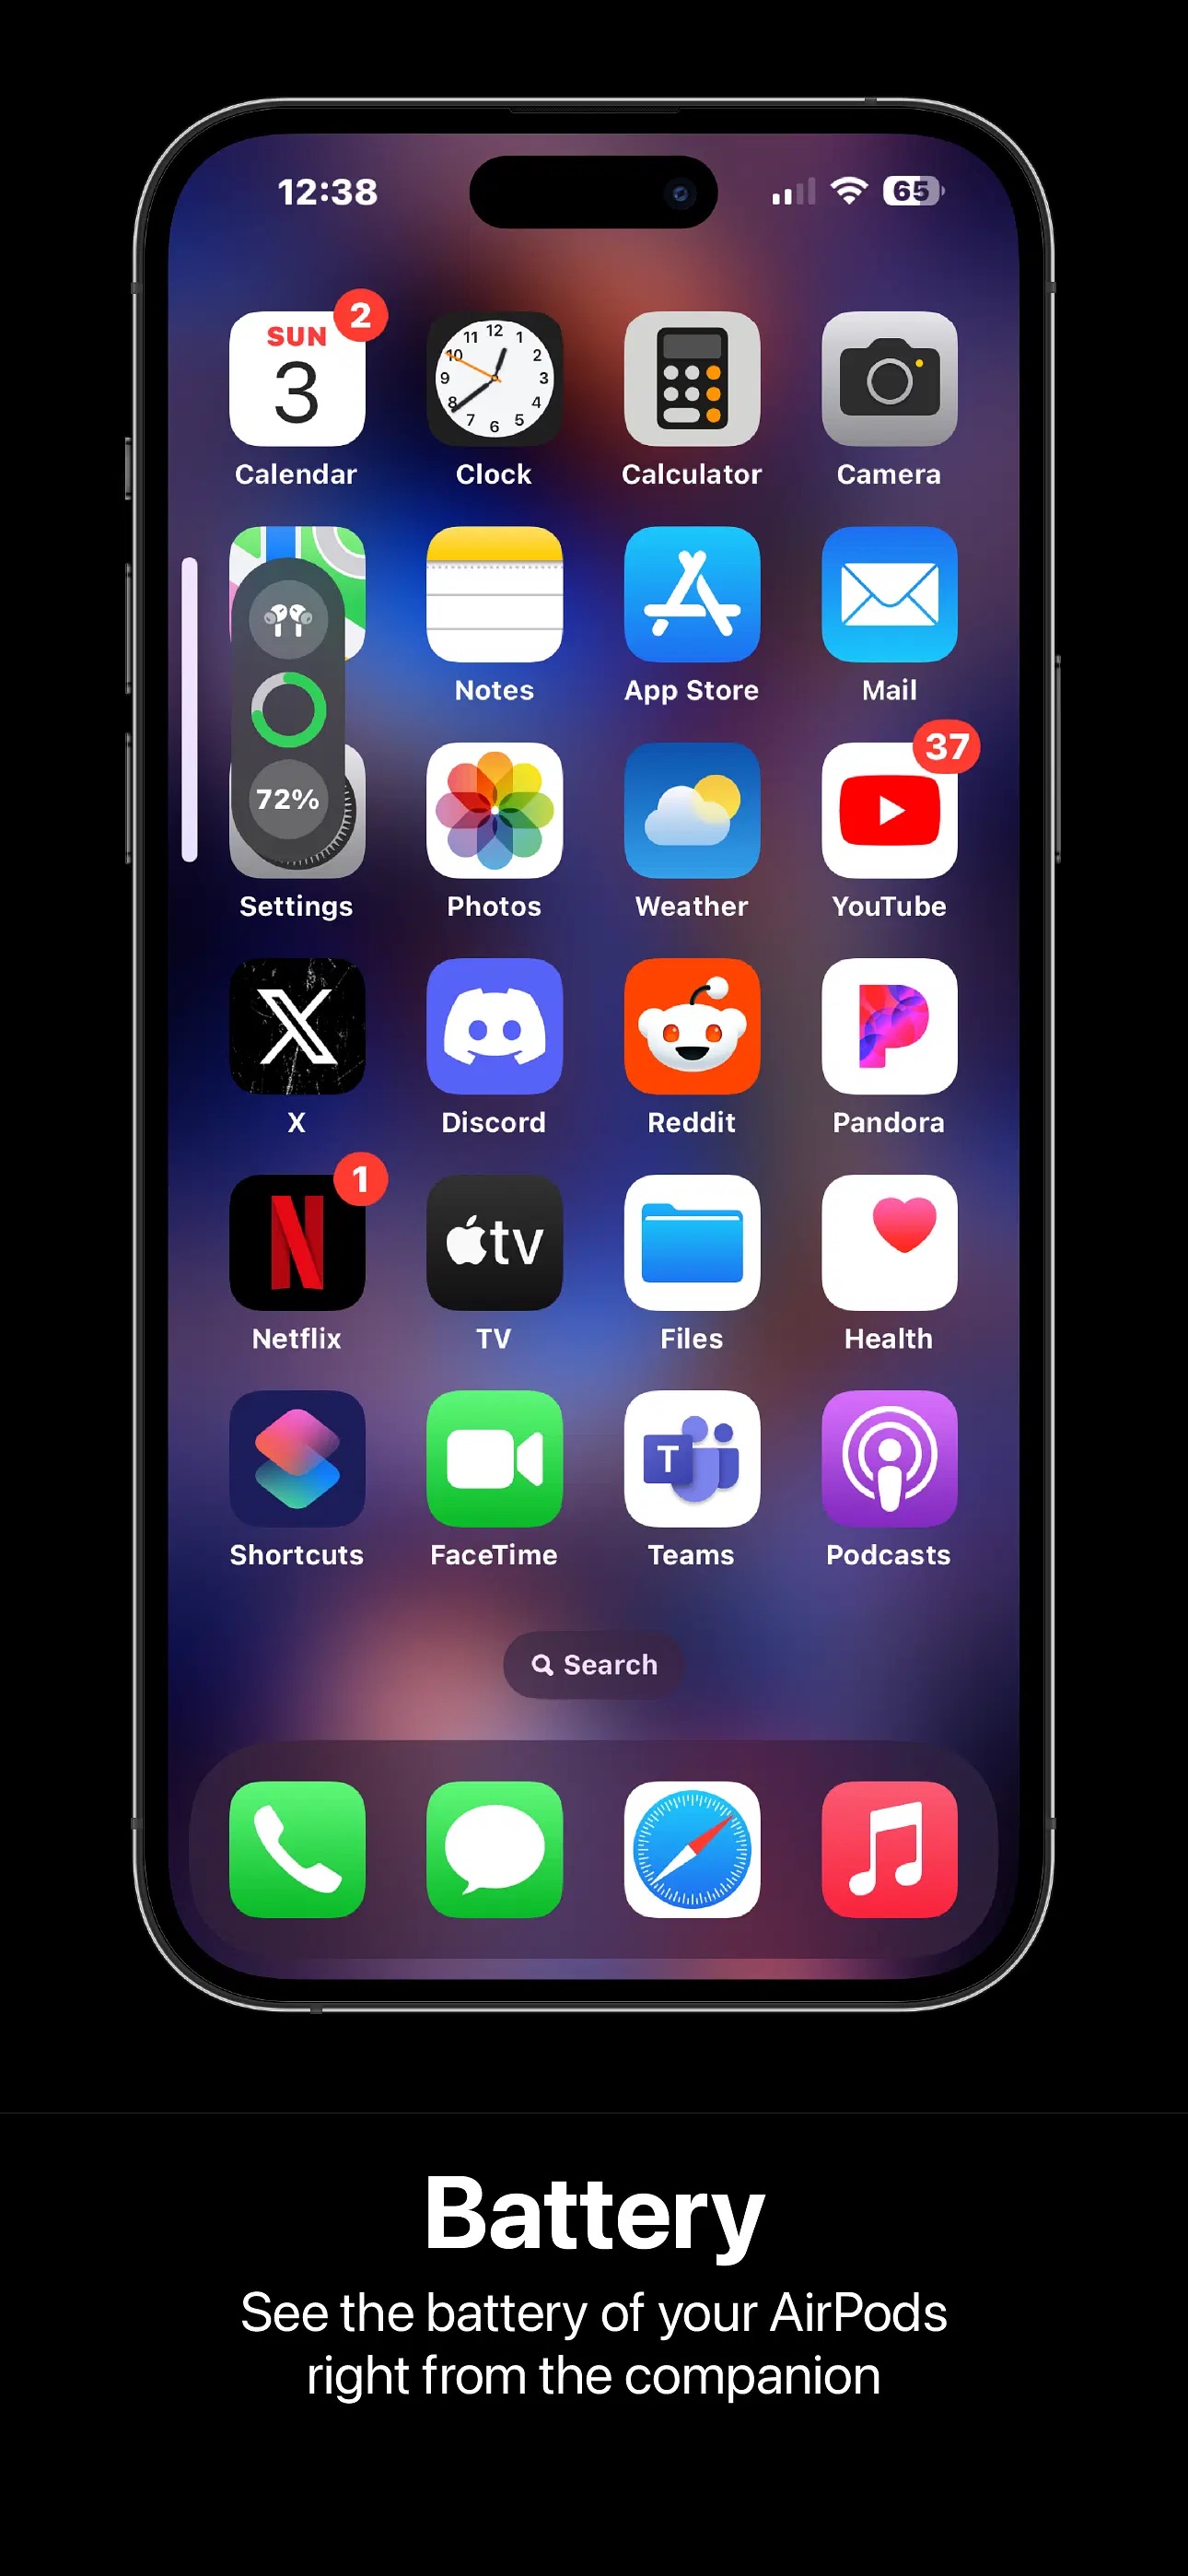 12:38
65
2
SUN
3
12
11 1
10 2
9 3
8 4
7 5
6
Calendar Clock Calculator Camera
Notes App Store Mail
37
72%
Settings Photos Weather YouTube
X Discord Reddit Pandora
1
N
tv
Netflix TV Files Health
T
Shortcuts FaceTime Teams Podcasts
Search
Battery
See the battery of your AirPods
right from the companion